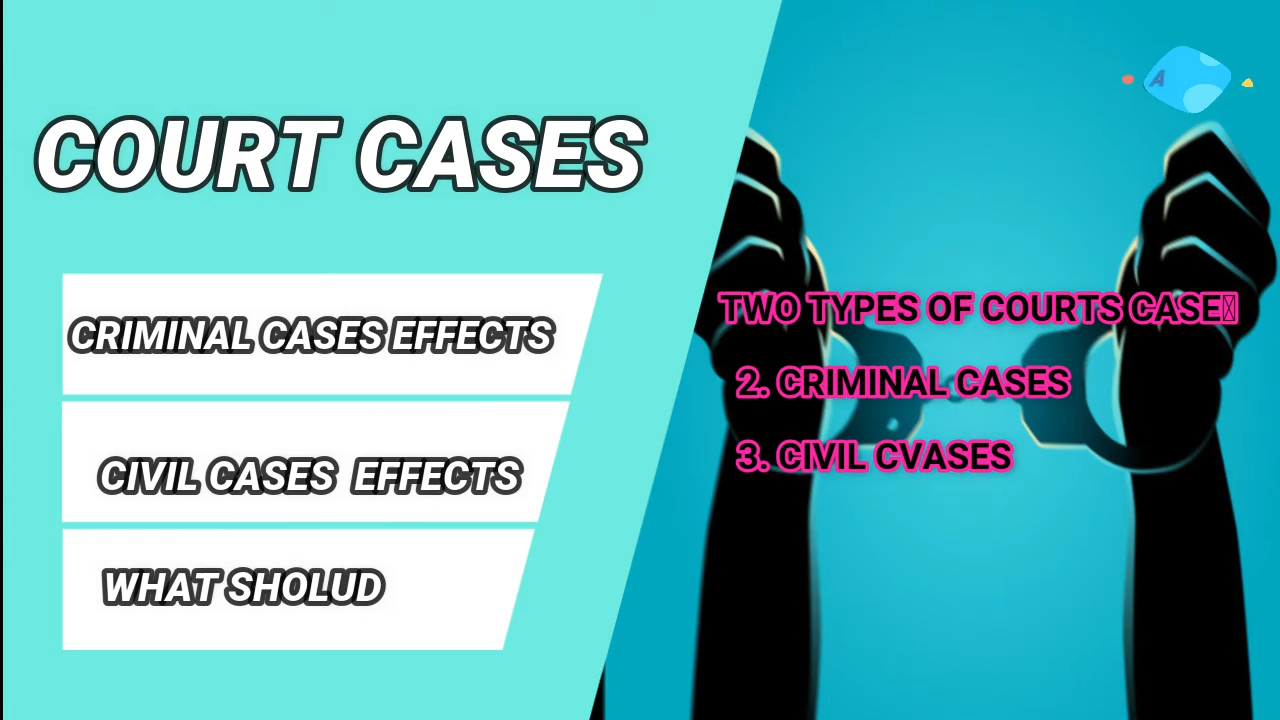 COURT CASES
CRIMINAL CASES EFFECTS
CIVIL CASES EFFECTS
WHAT SHOLUD
A
TWO TYPES OF COURTS CASE
2. CRIMINAL CASES
3. CIVIL CVASES